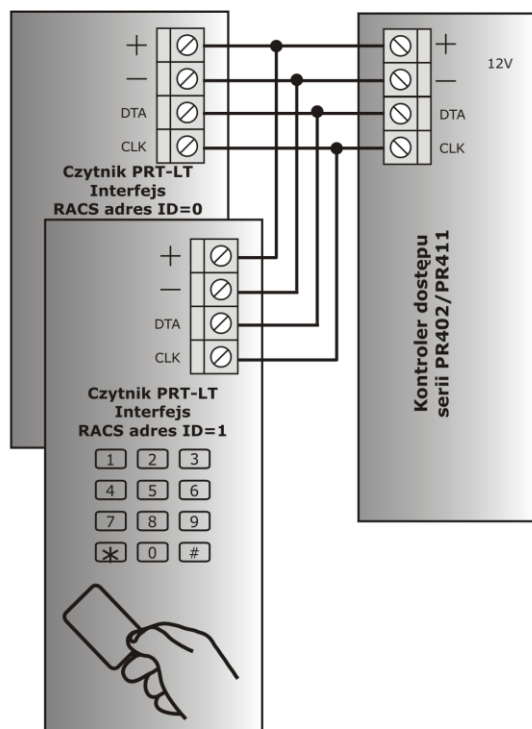 +
—
DTA
CLK
Czytnik PRT-LT
Interfejs
RACS adres ID=0
+
—
DTA
CLK
12V
Kontroler dostępu
serii PR402/PR411
+
—
DTA
CLK
Czytnik PRT-LT
Interfejs
RACS adres ID=1
1 2 3
4 5 6
7 8 9
* 0 #